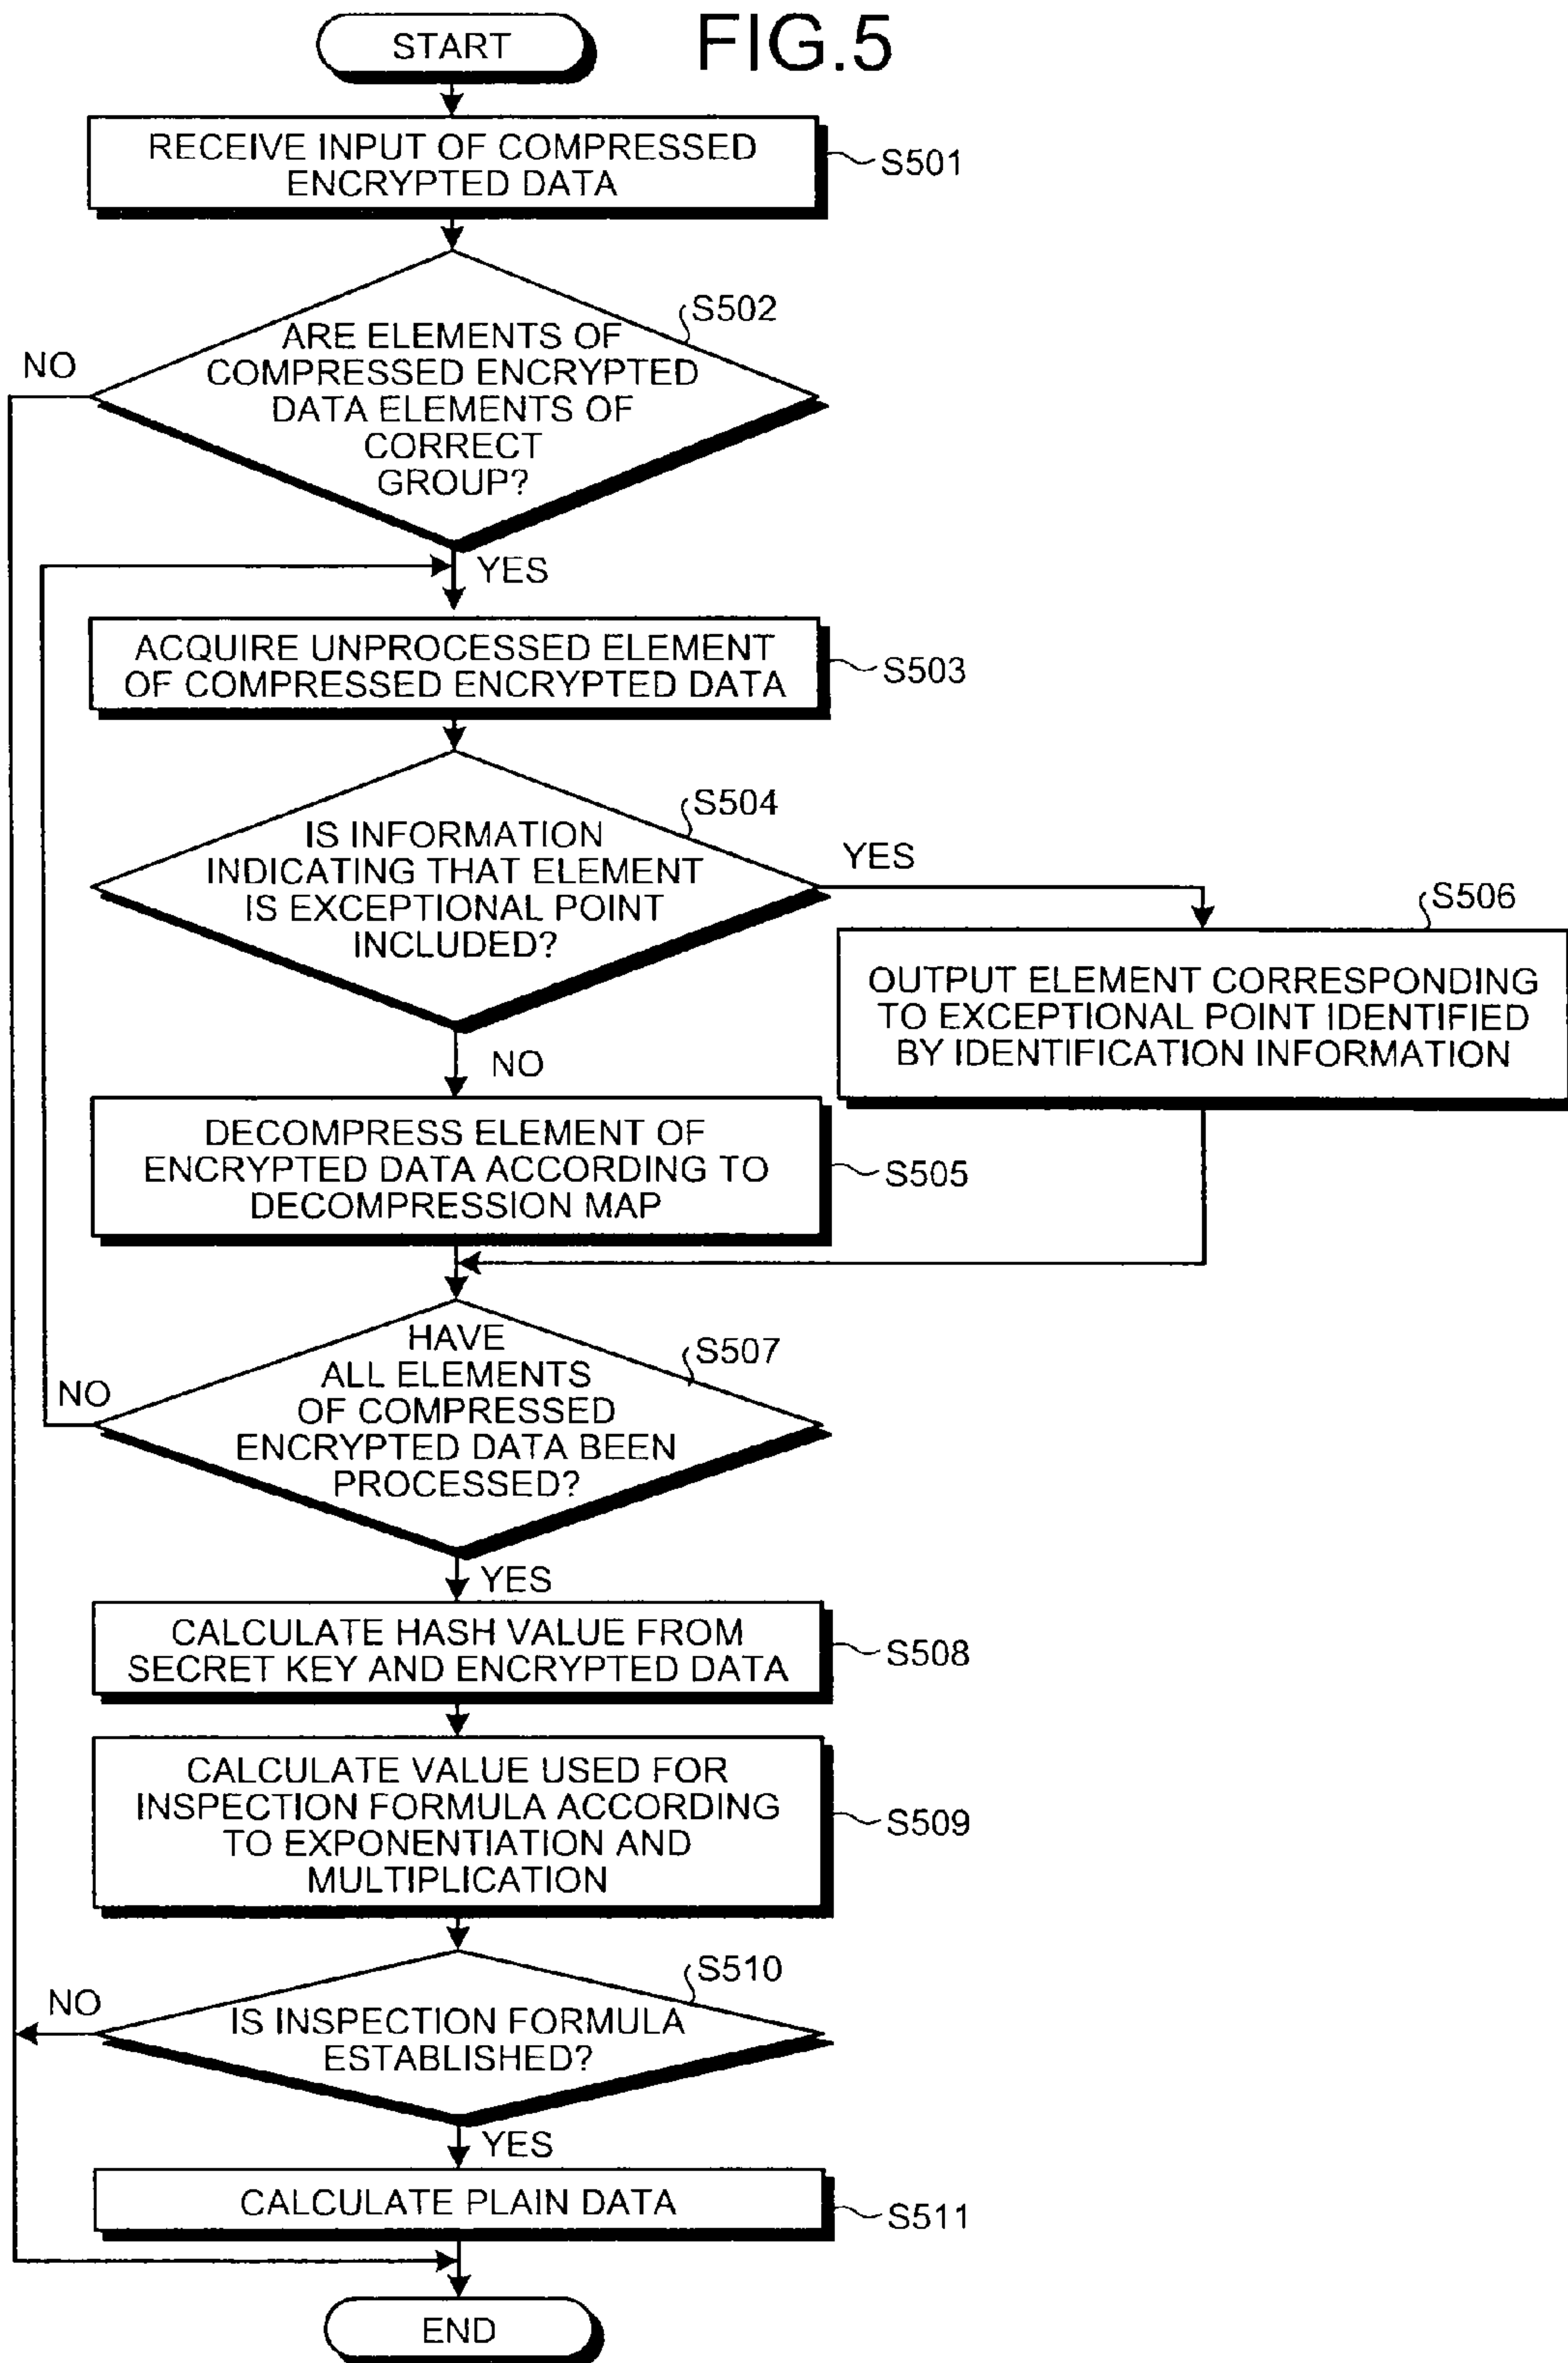 FIG.5
START
RECEIVE INPUT OF COMPRESSED
ENCRYPTED DATA
S501
S502
ARE ELEMENTS OF
COMPRESSED ENCRYPTED
DATA ELEMENTS OF
CORRECT
GROUP?
NO
YES
ACQUIRE UNPROCESSED ELEMENT
OF COMPRESSED ENCRYPTED DATA
S503
S504
IS INFORMATION
INDICATING THAT ELEMENT
IS EXCEPTIONAL POINT
INCLUDED?
YES
S506
OUTPUT ELEMENT CORRESPONDING
TO EXCEPTIONAL POINT IDENTIFIED
BY IDENTIFICATION INFORMATION
NO
DECOMPRESS ELEMENT OF
ENCRYPTED DATA ACCORDING TO
DECOMPRESSION MAP
S505
HAVE
ALL ELEMENTS
OF COMPRESSED
ENCRYPTED DATA BEEN
PROCESSED?
S507
NO
YES
CALCULATE HASH VALUE FROM
SECRET KEY AND ENCRYPTED DATA
S508
CALCULATE VALUE USED FOR
INSPECTION FORMULA ACCORDING
TO EXPONENTIATION AND
MULTIPLICATION
S509
S510
NO
IS INSPECTION FORMULA
ESTABLISHED?
YES
CALCULATE PLAIN DATA
S511
END